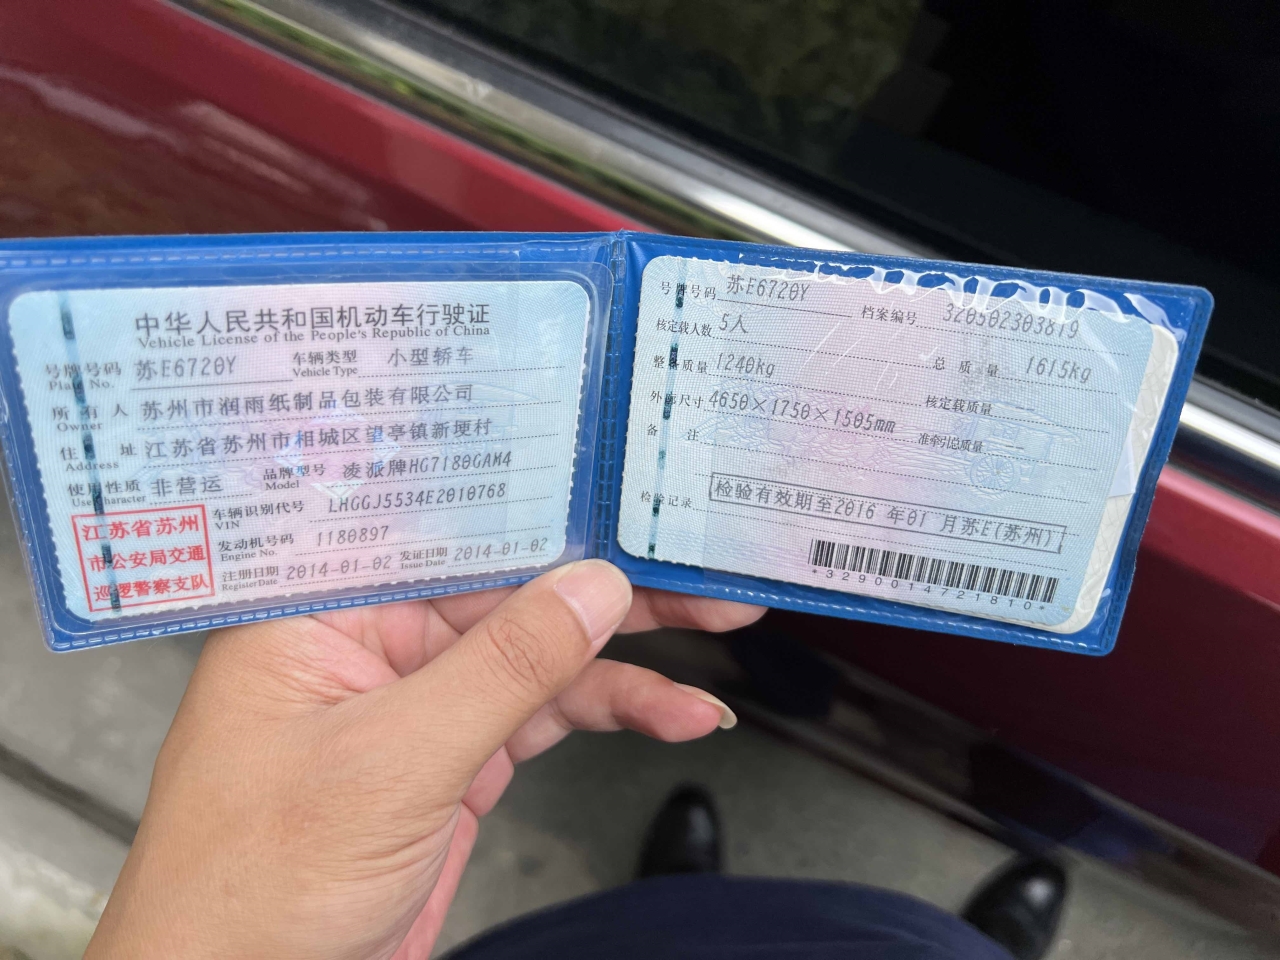 中华人民共和国机动车行驶证
Vehicle License of the People's Republic of China
号牌号码 苏E6720Y 车辆类型 小型轿车
Plate No. Vehicle Type
所有人 苏州市润雨纸制品包装有限公司
Owner
住址 江苏省苏州市相城区望亭镇新埂村
Address
使用性质 非营运 品牌型号 凌派牌HG7180GAM4
Use Character Model
江苏省苏州
市公安局交通
巡逻警察支队
车辆识别代号 LHGGJ5534E2010768
VIN
发动机号码 1180897
Engine No.
注册日期 2014-01-02 发证日期 2014-01-02
Register Date Issue Date
号牌号码 苏E6720Y 档案编号 320502303819
核定载人数 5人 总质量 1615kg
整备质量 1240kg 核定载质量 --
外部尺寸 4650×1750×1505mm 准牵引总质量 --
备注
检验记录 检验有效期至2016 年01 月苏E(苏州)
*3290014721810*